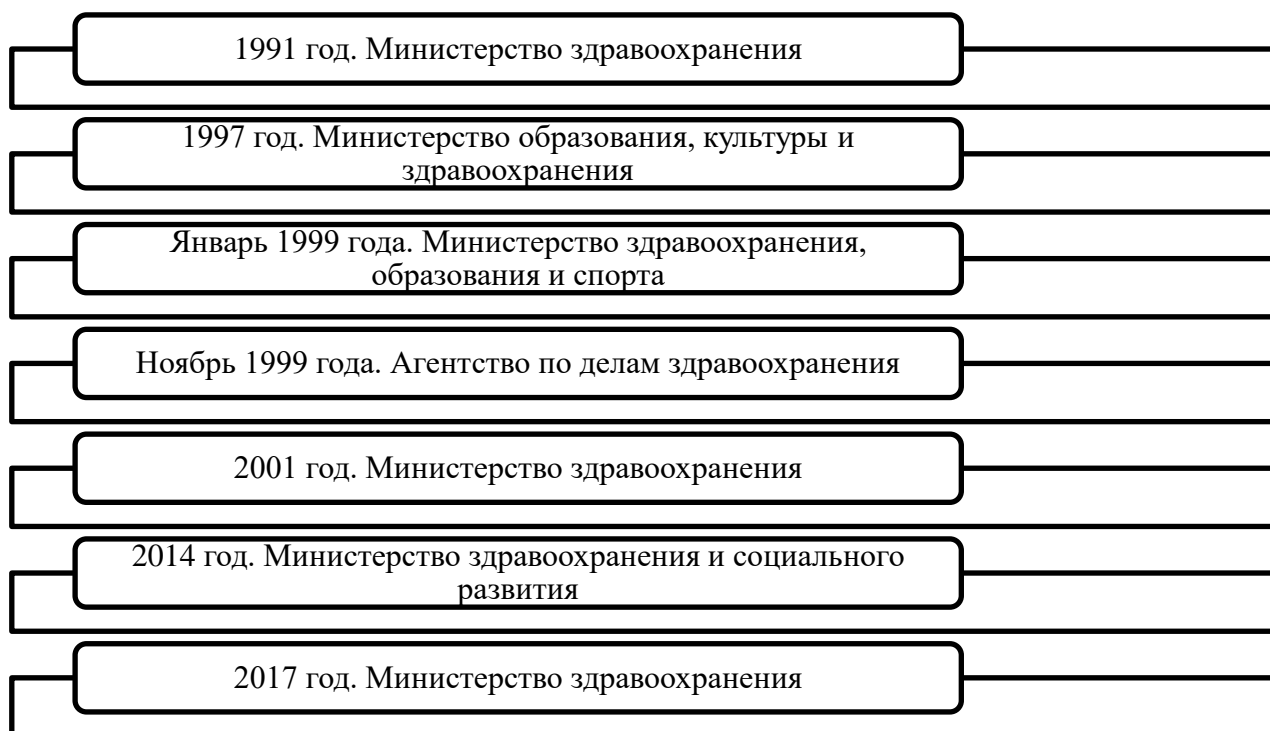 1991 год. Министерство здравоохранения
1997 год. Министерство образования, культуры и
здравоохранения
Январь 1999 года. Министерство здравоохранения,
образования и спорта
Ноябрь 1999 года. Агентство по делам здравоохранения
2001 год. Министерство здравоохранения
2014 год. Министерство здравоохранения и социального
развития
2017 год. Министерство здравоохранения